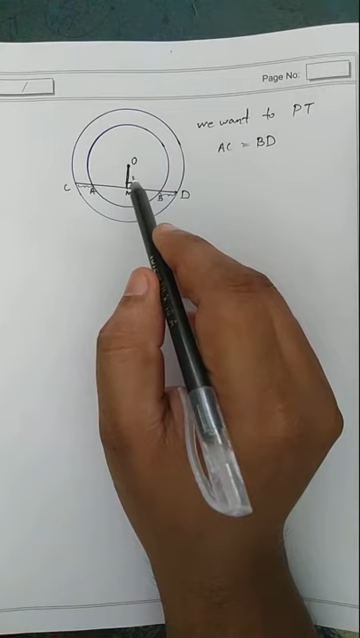 Page No:
we want to PT
AC = BD
O
C A M B D